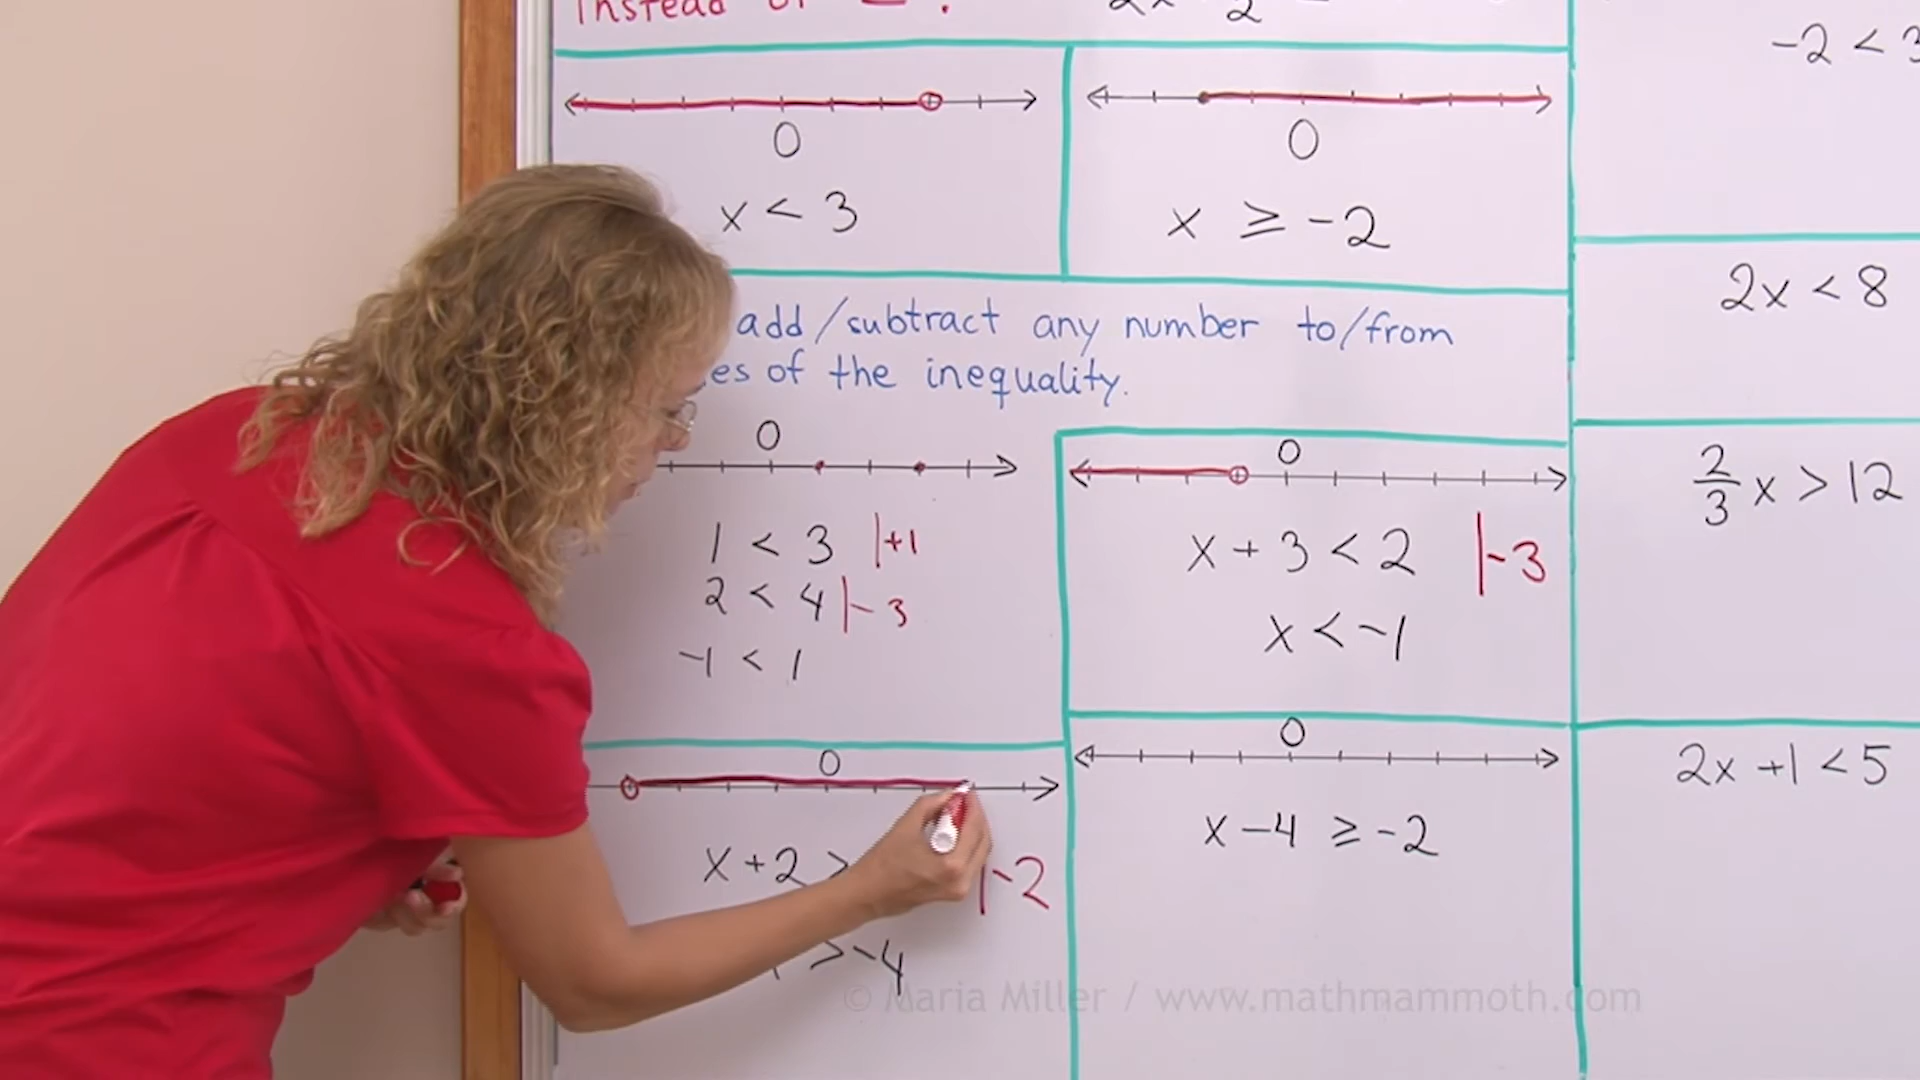 instead of
-2 < 3
0
x < 3
0
x ≥ -2
add/subtract any number to/from
of the inequality.
2x < 8
0
1 < 3 |+1
2 < 4 |-3
-1 < 1
0
x + 3 < 2 |-3
x < -1
2/3 x > 12
0
x+2 > |-2
> -4
0
x - 4 ≥ -2
2x +1 < 5
© Maria Miller / www.mathmammoth.com